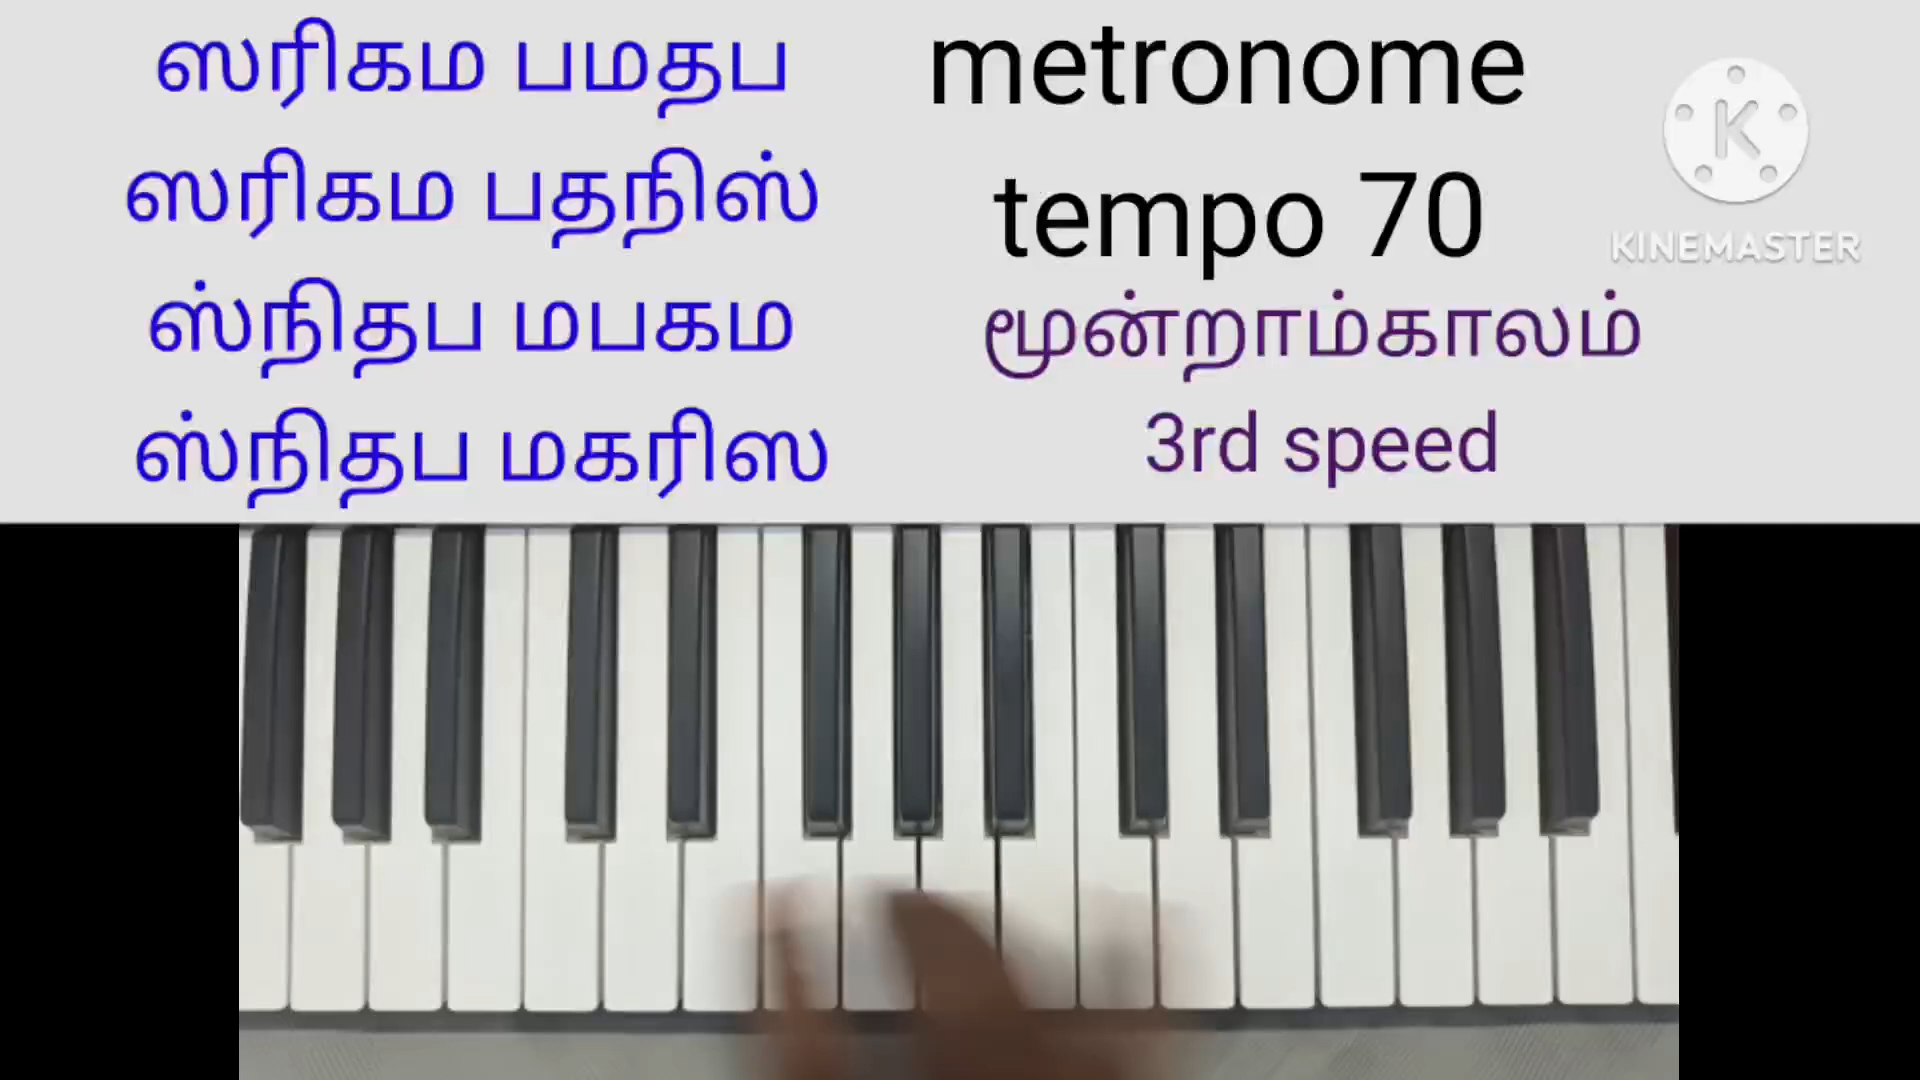 ஸரிகம பமதப
ஸரிகம பதநிஸ்
ஸ்நிதப மபகம
ஸ்நிதப மகரிஸ
metronome
tempo 70
மூன்றாம்காலம்
3rd speed
K
KINEMASTER